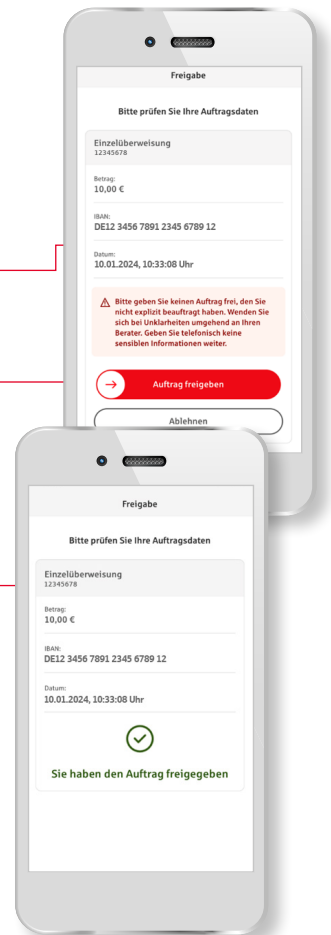 Freigabe
Bitte prüfen Sie Ihre Auftragsdaten
Einzelüberweisung
12345678
Betrag:
10,00 €
IBAN:
DE12 3456 7891 2345 6789 12
Datum:
10.01.2024, 10:33:08 Uhr
Bitte geben Sie keinen Auftrag frei, den Sie
nicht explizit beauftragt haben. Wenden Sie
sich bei Unklarheiten umgehend an Ihren
Berater. Geben Sie telefonisch keine
sensiblen Informationen weiter.
Auftrag freigeben
Ablehnen
Freigabe
Bitte prüfen Sie Ihre Auftragsdaten
Einzelüberweisung
12345678
Betrag:
10,00 €
IBAN:
DE12 3456 7891 2345 6789 12
Datum:
10.01.2024, 10:33:08 Uhr
Sie haben den Auftrag freigegeben